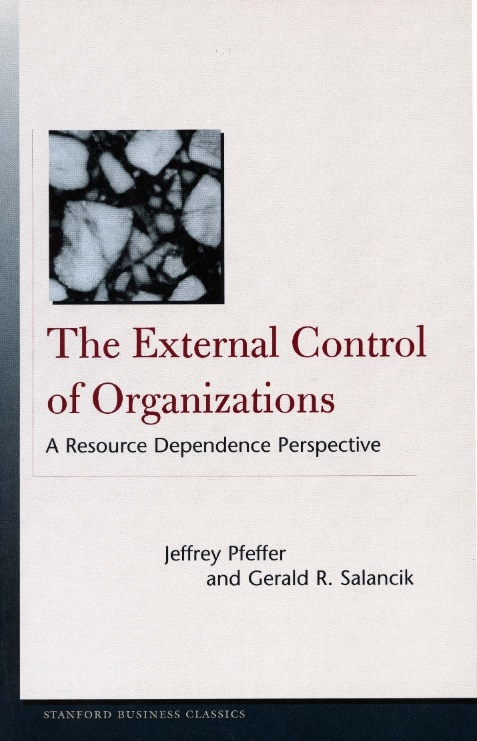 The External Control
of Organizations
A Resource Dependence Perspective
Jeffrey Pfeffer
and Gerald R. Salancik
STANFORD BUSINESS CLASSICS